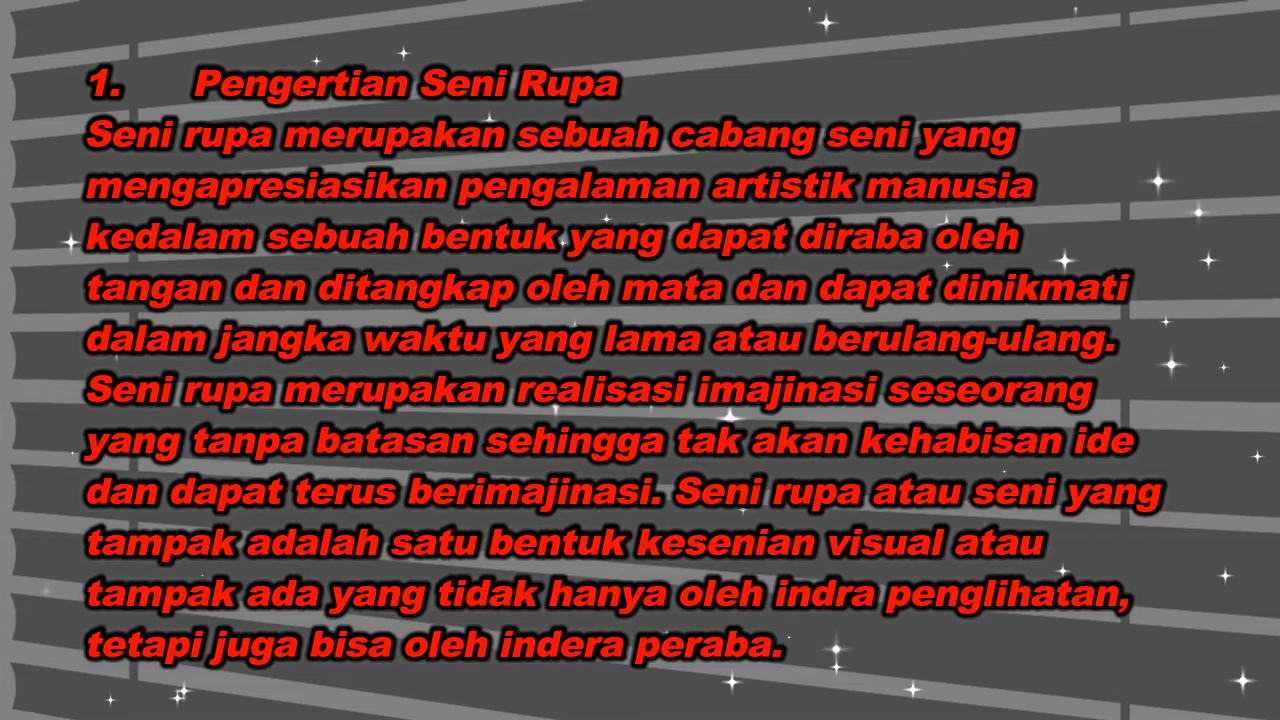 1. Pengertian Seni Rupa
Seni rupa merupakan sebuah cabang seni yang
mengapresiasikan pengalaman artistik manusia
kedalam sebuah bentuk yang dapat diraba oleh
tangan dan ditangkap oleh mata dan dapat dinikmati
dalam jangka waktu yang lama atau berulang-ulang.
Seni rupa merupakan realisasi imajinasi seseorang
yang tanpa batasan sehingga tak akan kehabisan ide
dan dapat terus berimajinasi. Seni rupa atau seni yang
tampak adalah satu bentuk kesenian visual atau
tampak ada yang tidak hanya oleh indra penglihatan,
tetapi juga bisa oleh indera peraba.